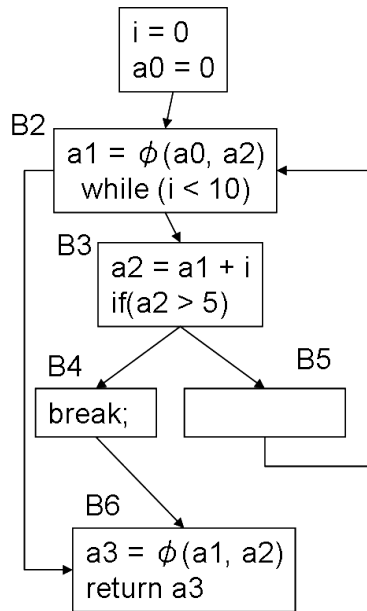 i = 0
a0 = 0
B2
a1 = ϕ(a0, a2)
while (i < 10)
B3
a2 = a1 + i
if(a2 > 5)
B4
B5
break;
B6
a3 = ϕ(a1, a2)
return a3